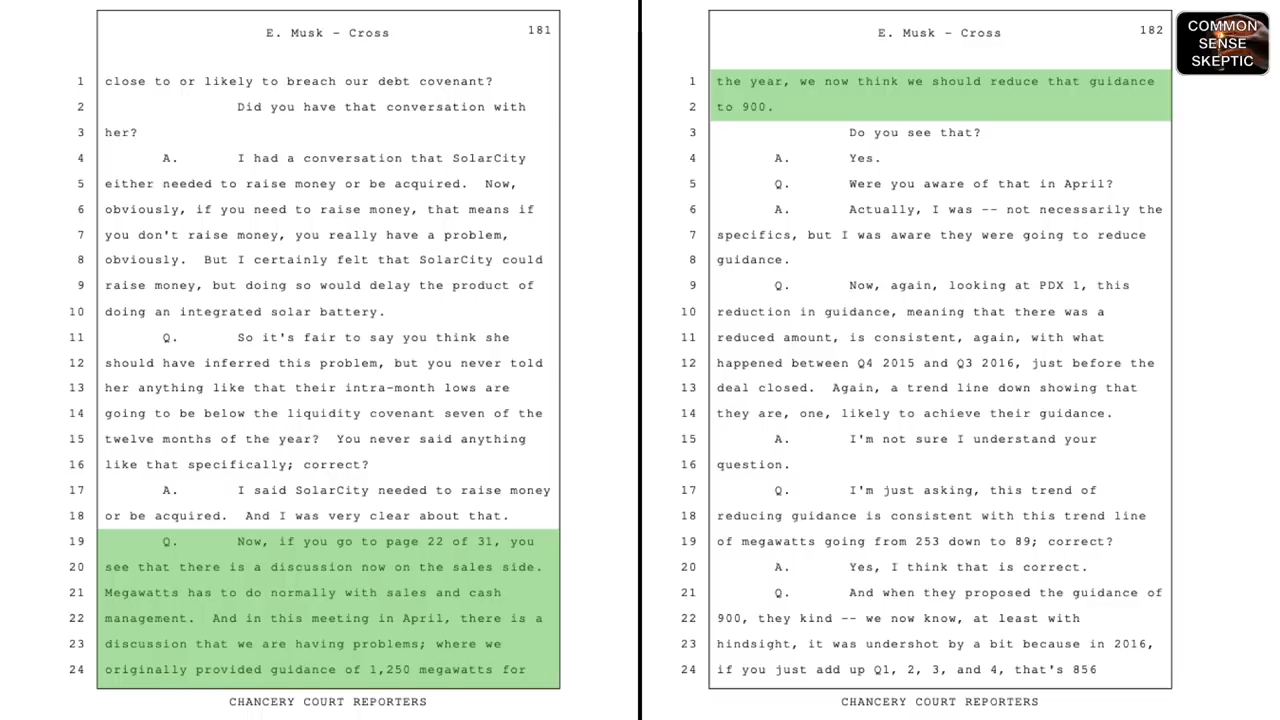 E. Musk - Cross 181
1 close to or likely to breach our debt covenant?
2 Did you have that conversation with
3 her?
4 A. I had a conversation that SolarCity
5 either needed to raise money or be acquired. Now,
6 obviously, if you need to raise money, that means if
7 you don't raise money, you really have a problem,
8 obviously. But I certainly felt that SolarCity could
9 raise money, but doing so would delay the product of
10 doing an integrated solar battery.
11 Q. So it's fair to say you think she
12 should have inferred this problem, but you never told
13 her anything like that their intra-month lows are
14 going to be below the liquidity covenant seven of the
15 twelve months of the year? You never said anything
16 like that specifically; correct?
17 A. I said SolarCity needed to raise money
18 or be acquired. And I was very clear about that.
19 Q. Now, if you go to page 22 of 31, you
20 see that there is a discussion now on the sales side.
21 Megawatts has to do normally with sales and cash
22 management. And in this meeting in April, there is a
23 discussion that we are having problems; where we
24 originally provided guidance of 1,250 megawatts for
CHANCERY COURT REPORTERS
E. Musk - Cross 182
1 the year, we now think we should reduce that guidance
2 to 900.
3 Do you see that?
4 A. Yes.
5 Q. Were you aware of that in April?
6 A. Actually, I was -- not necessarily the
7 specifics, but I was aware they were going to reduce
8 guidance.
9 Q. Now, again, looking at PDX 1, this
10 reduction in guidance, meaning that there was a
11 reduced amount, is consistent, again, with what
12 happened between Q4 2015 and Q3 2016, just before the
13 deal closed. Again, a trend line down showing that
14 they are, one, likely to achieve their guidance.
15 A. I'm not sure I understand your
16 question.
17 Q. I'm just asking, this trend of
18 reducing guidance is consistent with this trend line
19 of megawatts going from 253 down to 89; correct?
20 A. Yes, I think that is correct.
21 Q. And when they proposed the guidance of
22 900, they kind -- we now know, at least with
23 hindsight, it was undershot by a bit because in 2016,
24 if you just add up Q1, 2, 3, and 4, that's 856
CHANCERY COURT REPORTERS
COMMON
SENSE
SKEPTIC